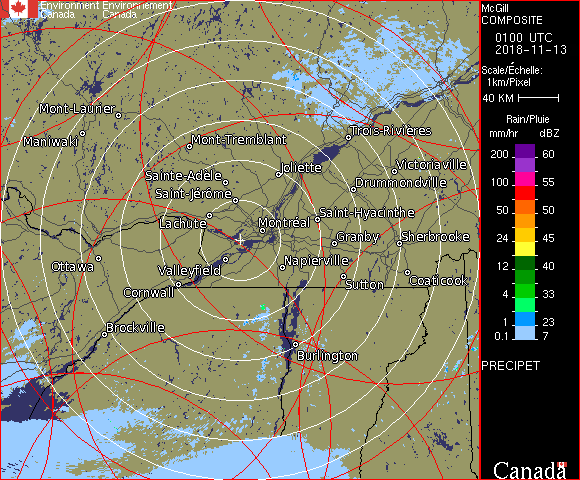 Environment Environnement
Canada Canada
McGill
COMPOSITE
0100 UTC
2018-11-13
Scale/Échelle:
1km/Pixel
40 KM
Rain/Pluie
mm/hr dBZ
200 60
150 57
100 55
50 50
24 45
12 40
4 33
1 23
0.1 7
PRECIPET
Canada
Mont-Laurier
Maniwaki
Mont-Tremblant
Trois-Rivières
Joliette
Victoriaville
Sainte-Adèle
Drummondville
Saint-Jérôme
Saint-Hyacinthe
Lachute
Montréal
Granby
Sherbrooke
Ottawa
Valleyfield
Napierville
Cornwall
Sutton
Coaticook
Brockville
Burlington